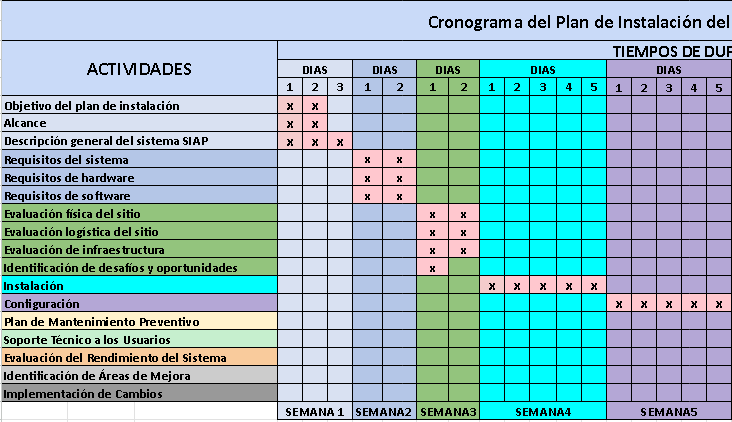 Cronograma del Plan de Instalación del
TIEMPOS DE DUR
ACTIVIDADES
DIAS DIAS DIAS DIAS DIAS
1 2 3 1 2 1 2 1 2 3 4 5 1 2 3 4 5
Objetivo del plan de instalación x x
Alcance x x
Descripción general del sistema SIAP x x x
Requisitos del sistema x x
Requisitos de hardware x x
Requisitos de software x x
Evaluación física del sitio x x
Evaluación logística del sitio x x
Evaluación de infraestructura x x
Identificación de desafíos y oportunidades x
Instalación x x x x x
Configuración x x x x x
Plan de Mantenimiento Preventivo
Soporte Técnico a los Usuarios
Evaluación del Rendimiento del Sistema
Identificación de Áreas de Mejora
Implementación de Cambios
SEMANA 1 SEMANA2 SEMANA3 SEMANA4 SEMANA5